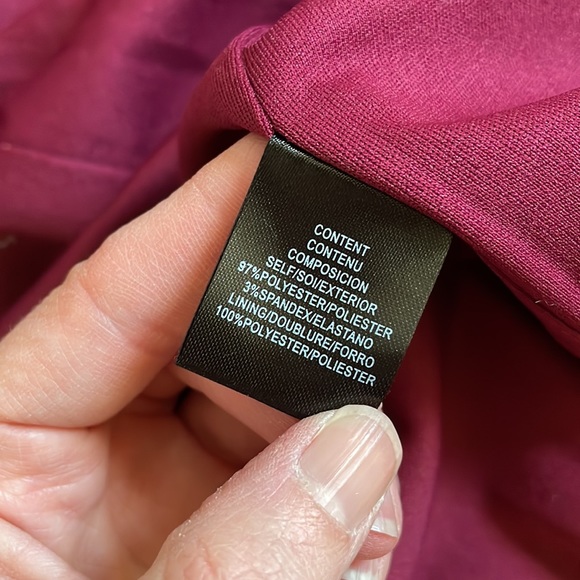 CONTENT
CONTENU
COMPOSICION
SELF/SOI/EXTERIOR
97%POLYESTER/POLIESTER
3%SPANDEX/ELASTANO
LINING/DOUBLURE/FORRO
100%POLYESTER/POLIESTER